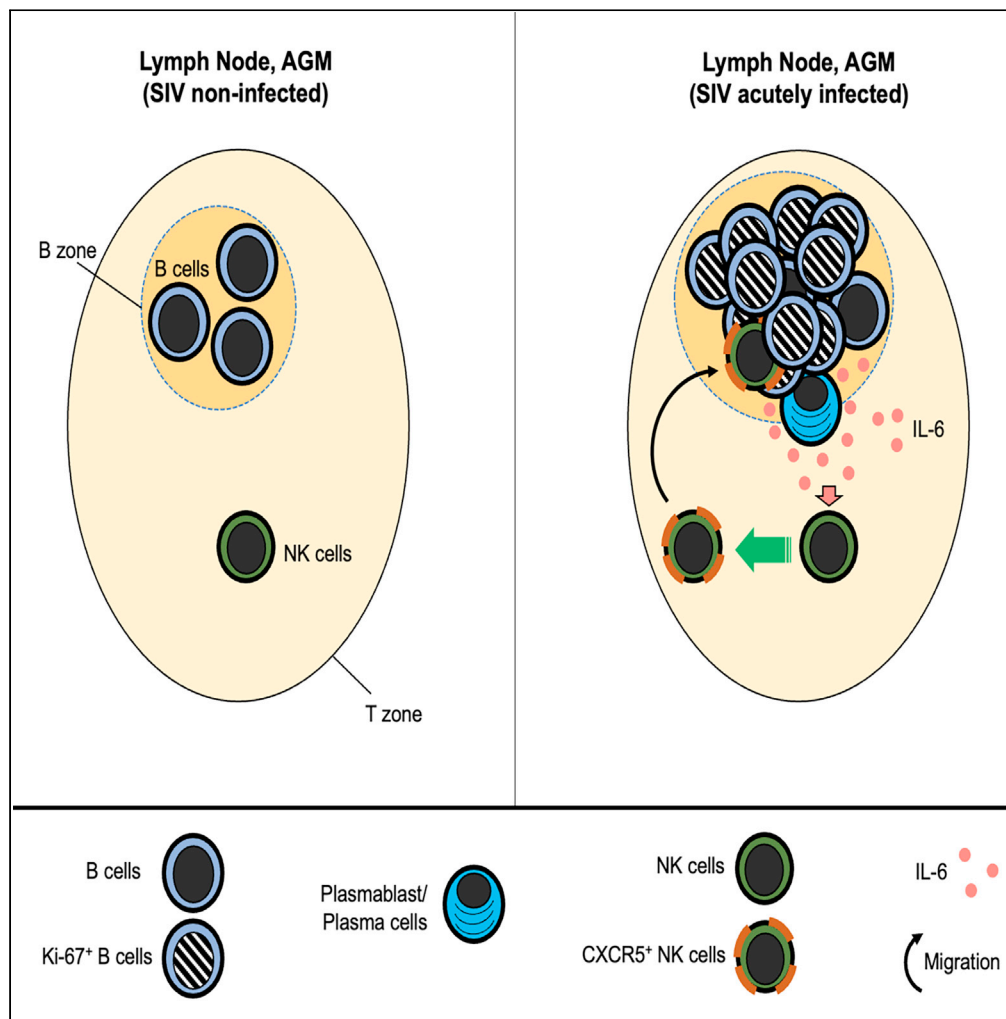 Lymph Node, AGM
(SIV non-infected)
B zone
B cells
NK cells
T zone
Lymph Node, AGM
(SIV acutely infected)
IL-6
B cells
Ki-67⁺ B cells
Plasmablast/
Plasma cells
NK cells
CXCR5⁺ NK cells
IL-6
Migration